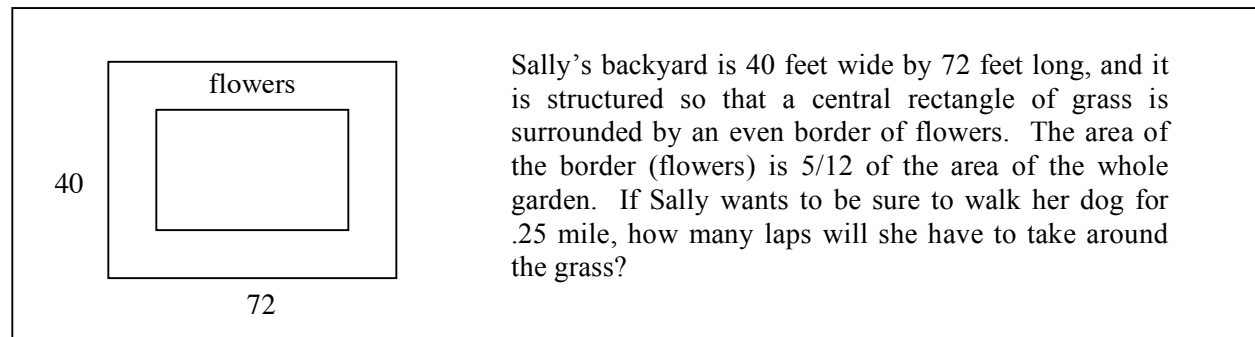 flowers
40
72
Sally’s backyard is 40 feet wide by 72 feet long, and it
is structured so that a central rectangle of grass is
surrounded by an even border of flowers. The area of
the border (flowers) is 5/12 of the area of the whole
garden. If Sally wants to be sure to walk her dog for
.25 mile, how many laps will she have to take around
the grass?